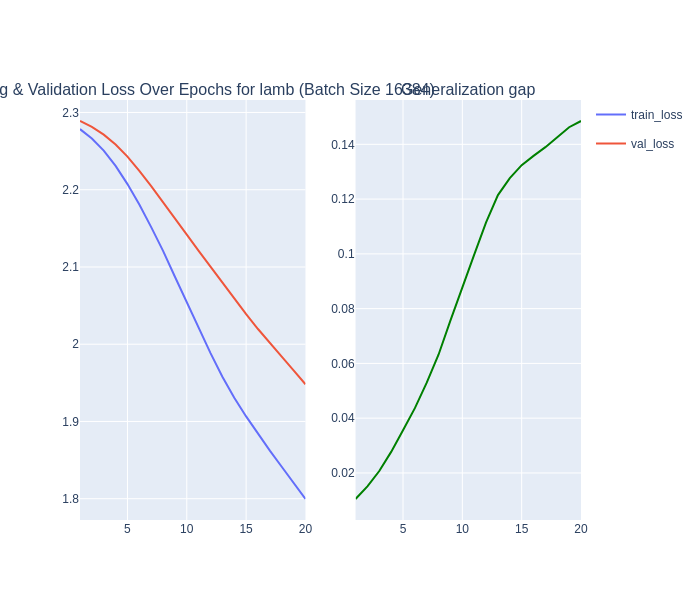 g & Validation Loss Over Epochs for lamb (Batch Size 16384)
Generalization gap
2.3
2.2
2.1
2
1.9
1.8
5 10 15 20
0.14
0.12
0.1
0.08
0.06
0.04
0.02
5 10 15 20
train_loss
val_loss